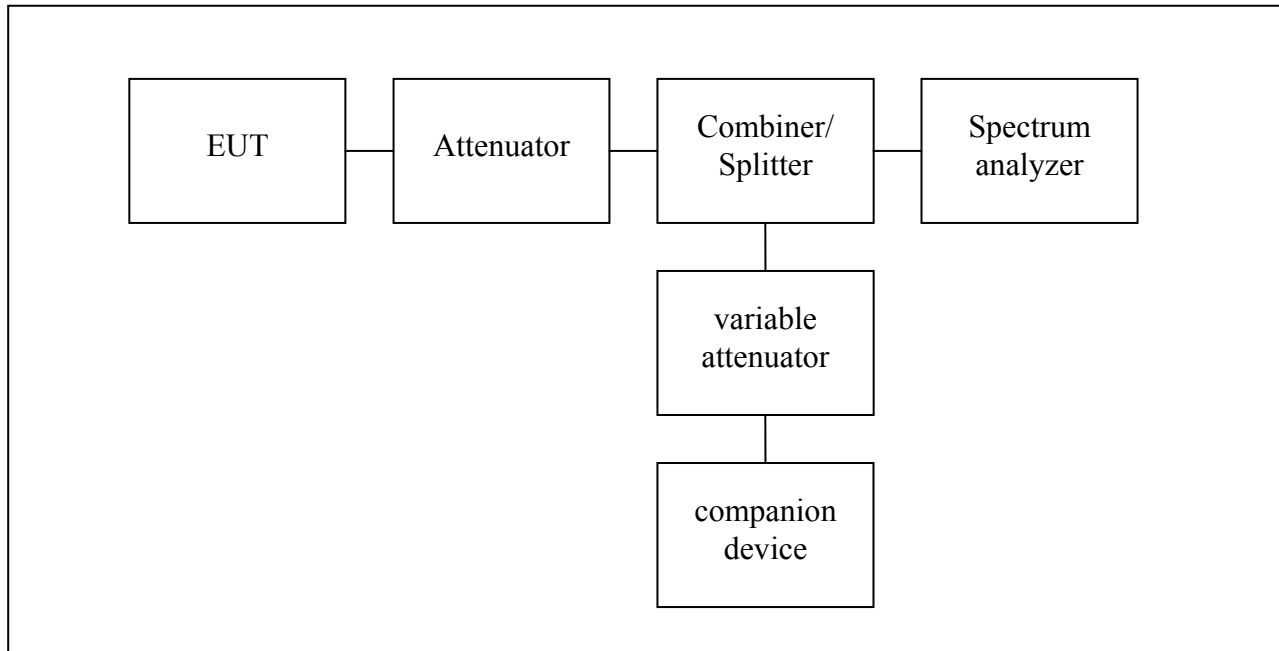 EUT
Attenuator
Combiner/
Splitter
Spectrum
analyzer
variable
attenuator
companion
device